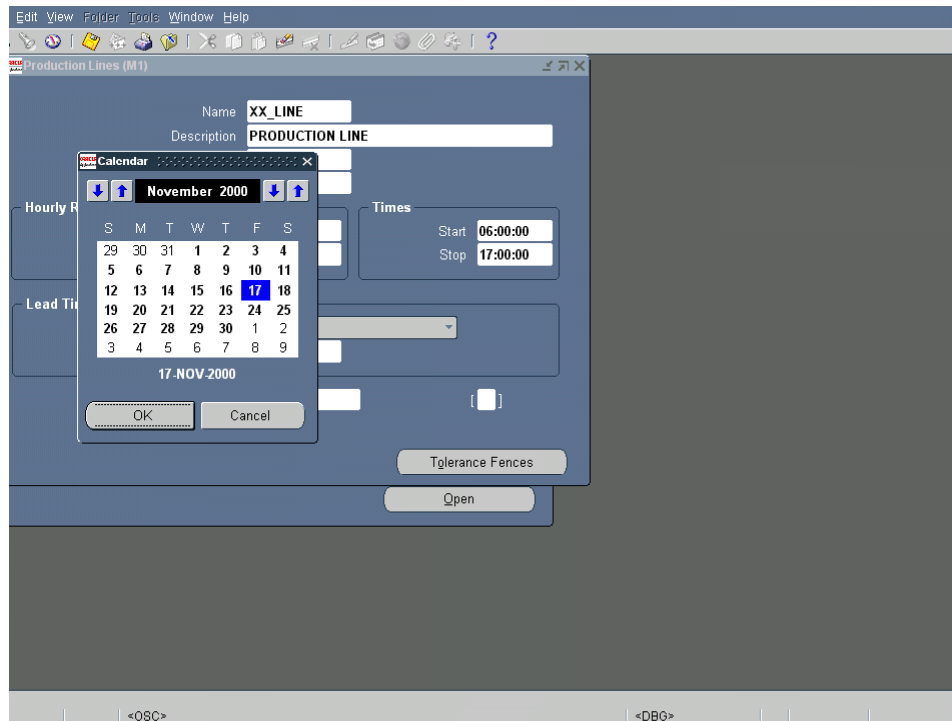 Edit View Folder Tools Window Help
Production Lines (M1)
Name XX_LINE
Description PRODUCTION LINE
Calendar
November 2000
S M T W T F S
29 30 31 1 2 3 4
5 6 7 8 9 10 11
12 13 14 15 16 17 18
19 20 21 22 23 24 25
26 27 28 29 30 1 2
3 4 5 6 7 8 9
17-NOV-2000
OK Cancel
Hourly R
Times
Start 06:00:00
Stop 17:00:00
Lead Ti
[ ]
Tolerance Fences
Open
<OSC> <DBG>